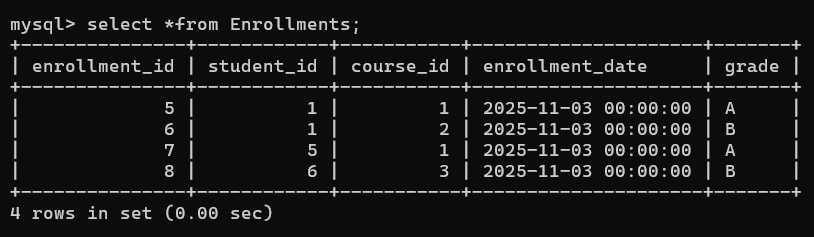 mysql> select *from Enrollments;
+---------------+------------+-----------+---------------------+-------+
| enrollment_id | student_id | course_id | enrollment_date     | grade |
+---------------+------------+-----------+---------------------+-------+
|             5 |          1 |         1 | 2025-11-03 00:00:00 | A     |
|             6 |          1 |         2 | 2025-11-03 00:00:00 | B     |
|             7 |          5 |         1 | 2025-11-03 00:00:00 | A     |
|             8 |          6 |         3 | 2025-11-03 00:00:00 | B     |
+---------------+------------+-----------+---------------------+-------+
4 rows in set (0.00 sec)